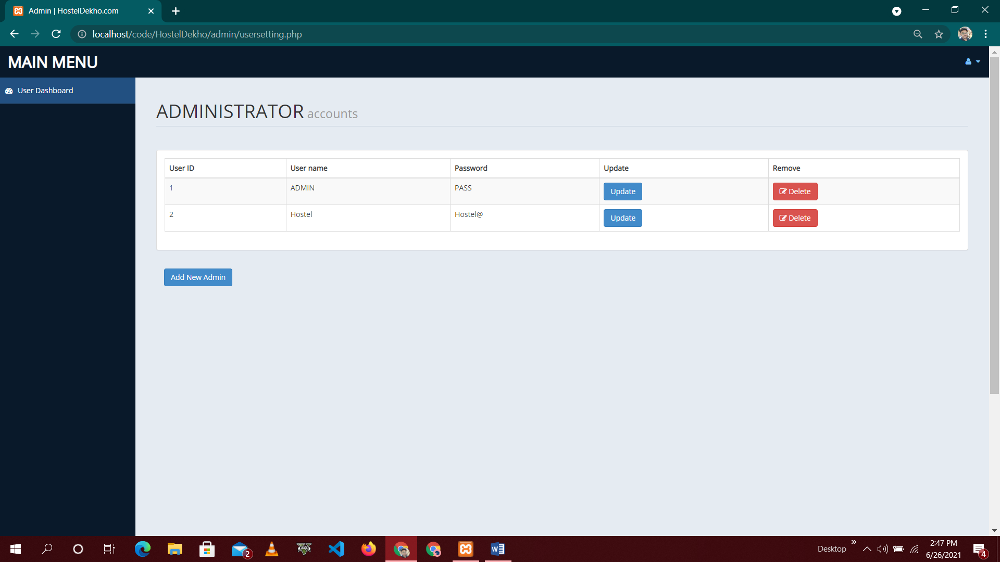 Admin | HostelDekho.com
localhost/code/HostelDekho/admin/usersetting.php
MAIN MENU
User Dashboard
ADMINISTRATOR accounts
User ID User name Password Update Remove
1 ADMIN PASS Update Delete
2 Hostel Hostel@ Update Delete
Add New Admin
2
Desktop
2:47 PM
6/26/2021
4